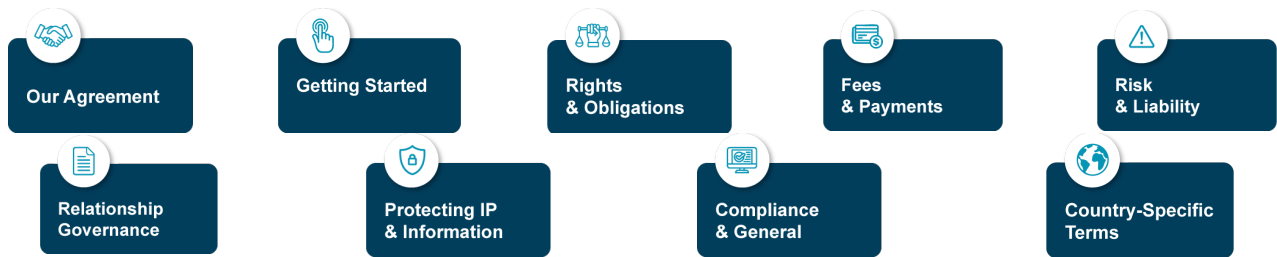 Our Agreement
Getting Started
Rights
& Obligations
Fees
& Payments
Risk
& Liability
Relationship
Governance
Protecting IP
& Information
Compliance
& General
Country-Specific
Terms